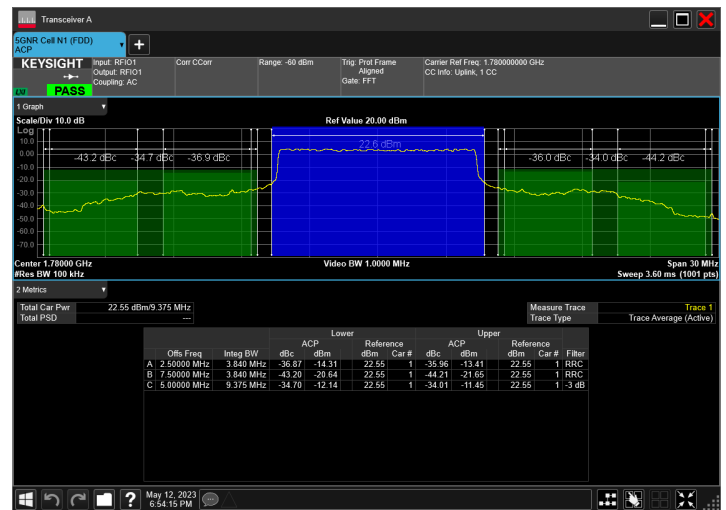 Transceiver A
5GNR Cell N1 (FDD)
ACP
KEYSIGHT
LXI
PASS
Input: RFIO1
Output: RFIO1
Coupling: AC
Corr CCorr
Range: -60 dBm
Trig: Prot Frame
Aligned
Gate: FFT
Carrier Ref Freq: 1.780000000 GHz
CC Info: Uplink, 1 CC
1 Graph
Scale/Div 10.0 dB
Ref Value 20.00 dBm
Log
10.0
0.00
-10.0
-20.0
-30.0
-40.0
-50.0
-60.0
-70.0
-43.2 dBc
-34.7 dBc
-36.9 dBc
22.6 dBm
-36.0 dBc
-34.0 dBc
-44.2 dBc
Center 1.78000 GHz
Video BW 1.0000 MHz
Span 30 MHz
#Res BW 100 kHz
Sweep 3.60 ms (1001 pts)
2 Metrics
Total Car Pwr 22.55 dBm/9.375 MHz
Total PSD ---
Measure Trace Trace 1
Trace Type Trace Average (Active)
Lower Upper
ACP Reference ACP Reference
Offs Freq Integ BW dBc dBm dBm Car # dBc dBm dBm Car # Filter
A 2.50000 MHz 3.840 MHz -36.87 -14.31 22.55 1 -35.96 -13.41 22.55 1 RRC
B 7.50000 MHz 3.840 MHz -43.20 -20.64 22.55 1 -44.21 -21.65 22.55 1 RRC
C 5.00000 MHz 9.375 MHz -34.70 -12.14 22.55 1 -34.01 -11.45 22.55 1 -3 dB
May 12, 2023
6:54:15 PM